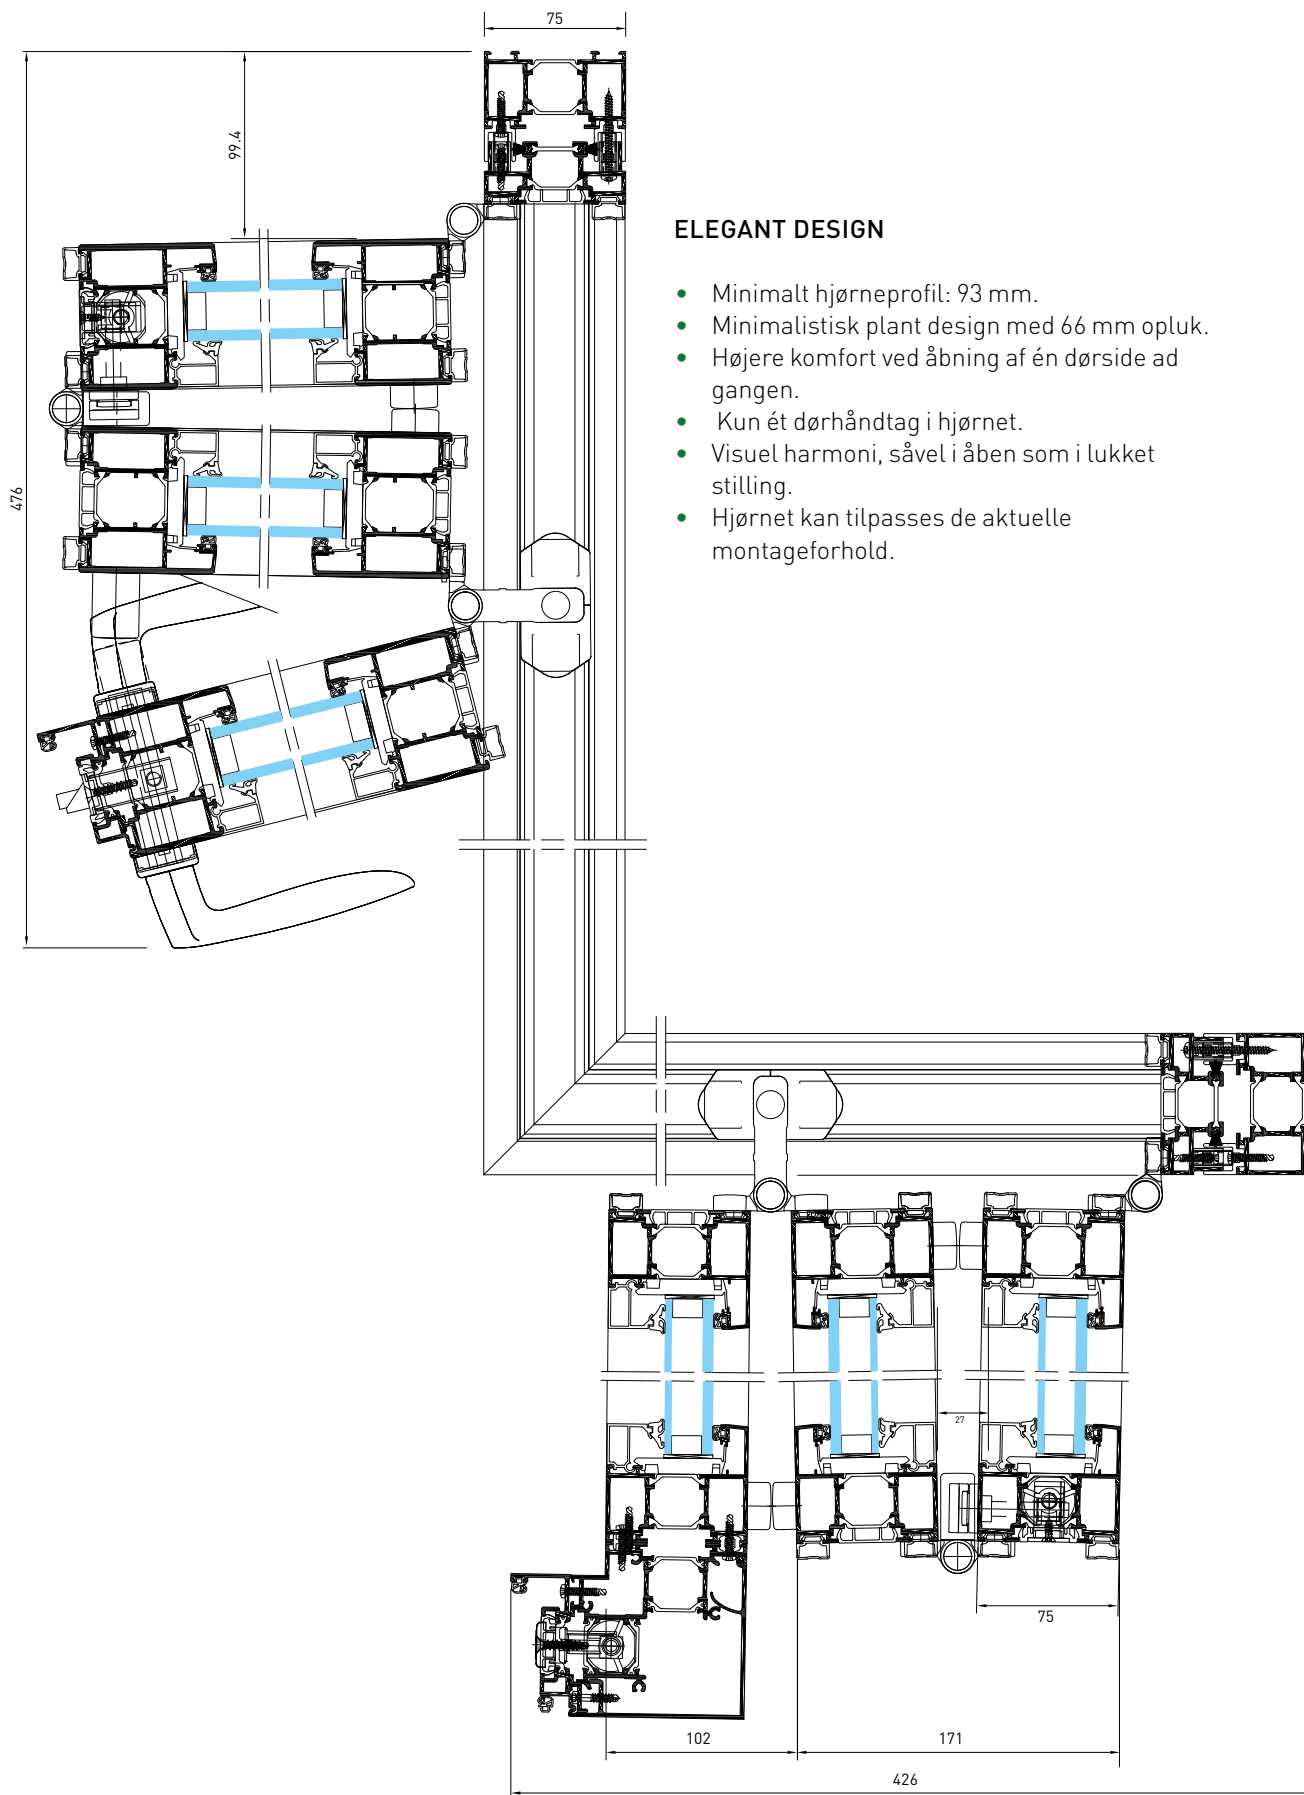 75
99.4
476
ELEGANT DESIGN
• Minimalt hjørneprofil: 93 mm.
• Minimalistisk plant design med 66 mm opluk.
• Højere komfort ved åbning af én dørside ad
gangen.
• Kun ét dørhåndtag i hjørnet.
• Visuel harmoni, såvel i åben som i lukket
stilling.
• Hjørnet kan tilpasses de aktuelle
montageforhold.
27
75
102
171
426